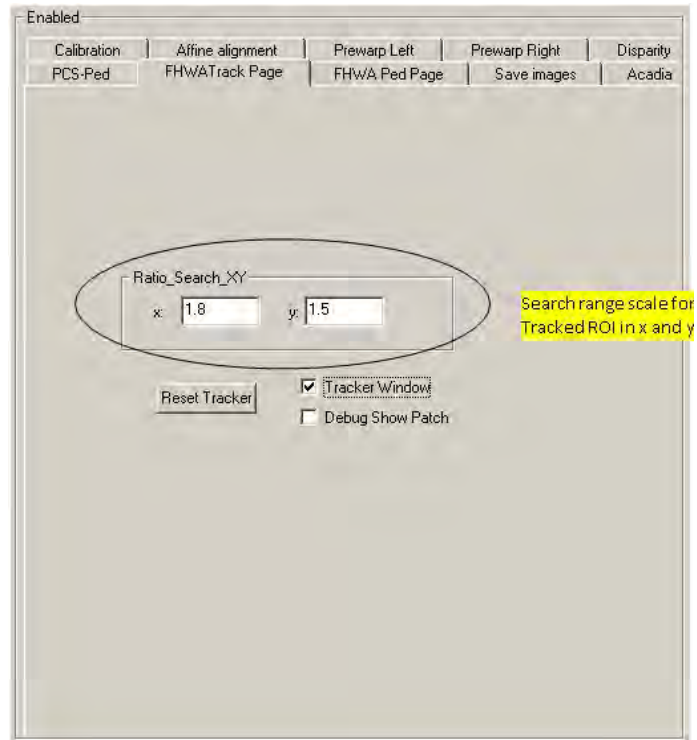 Enabled
Calibration Affine alignment Prewarp Left Prewarp Right Disparity
PCS-Ped FHWATrack Page FHWA Ped Page Save images Acadia
Ratio_Search_XY
x: 1.8 y: 1.5
Search range scale for
Tracked ROI in x and y
Reset Tracker
Tracker Window
Debug Show Patch